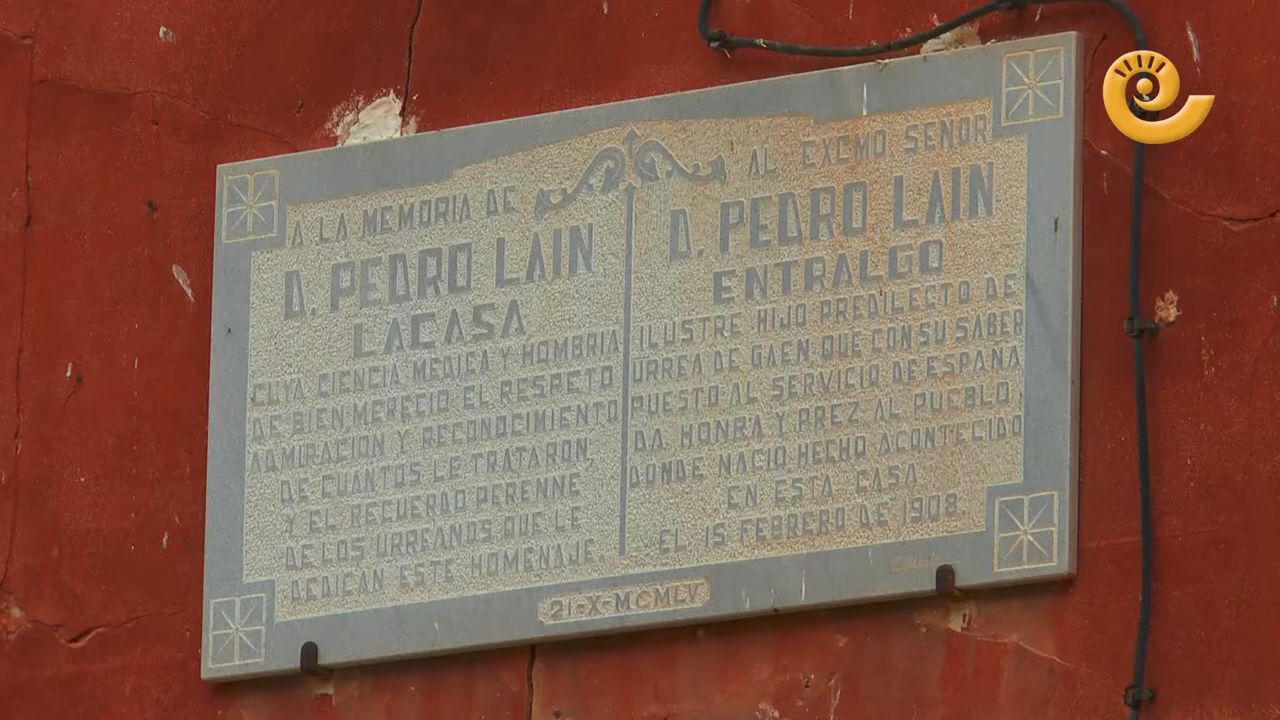 A LA MEMORIA DE
D. PEDRO LAIN
LACASA
CUYA CIENCIA MEDICA Y HOMBRIA
DE BIEN MERECIO EL RESPETO
ADMIRACION Y RECONOCIMIENTO
DE CUANTOS LE TRATARON,
Y EL RECUERDO PERENNE
DE LOS URREANOS QUE LE
DEDICAN ESTE HOMENAJE.
AL EXCMO SEÑOR
D. PEDRO LAIN
ENTRALGO
ILUSTRE HIJO PREDILECTO DE
URREA DE GAEN QUE CON SU SABER
PUESTO AL SERVICIO DE ESPAÑA
DA HONRA Y PREZ AL PUEBLO,
DONDE NACIO HECHO ACONTECIDO
EN ESTA CASA
EL 15 FEBRERO DE 1908.
21-X-MCMLV